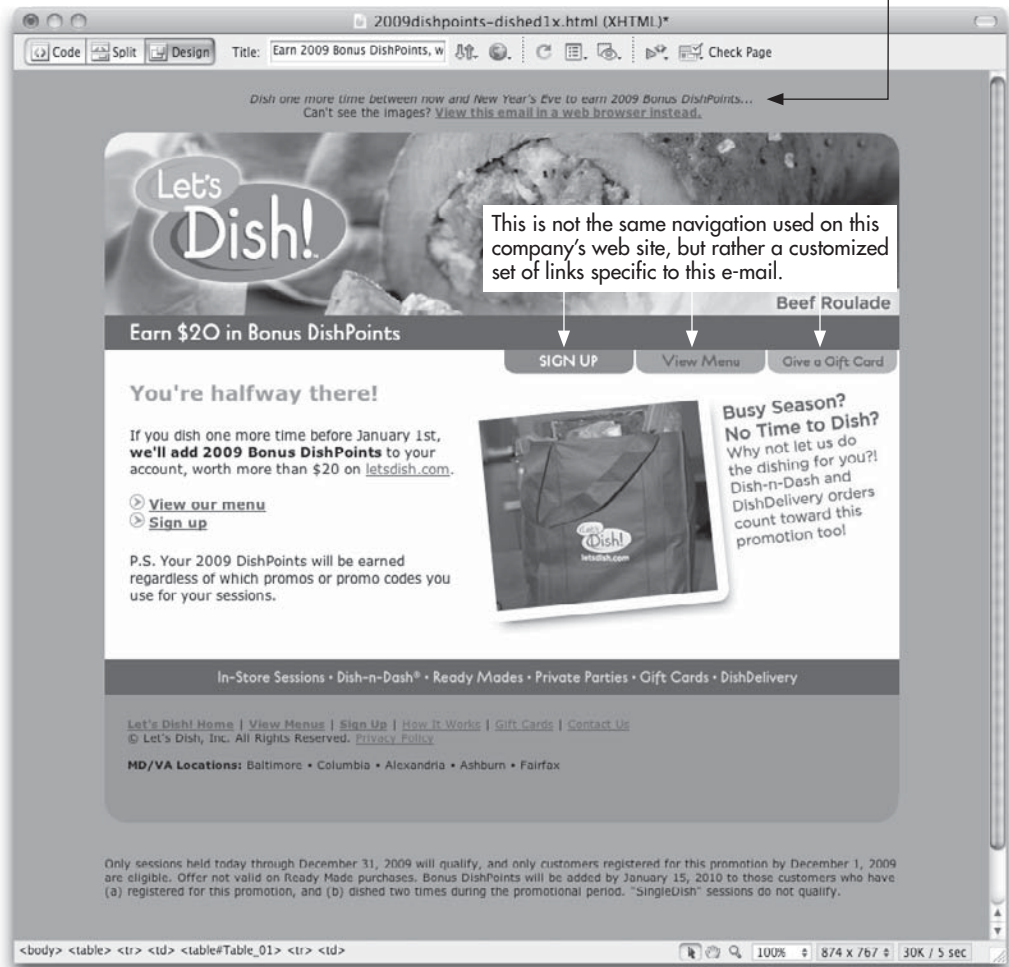 2009dishpoints-dished1x.html (XHTML)*
Code Split Design Title: Earn 2009 Bonus DishPoints, w Check Page
Dish one more time between now and New Year's Eve to earn 2009 Bonus DishPoints...
Can't see the images? View this email in a web browser instead.
Let's
Dish!
This is not the same navigation used on this
company's web site, but rather a customized
set of links specific to this e-mail.
Beef Roulade
Earn $20 in Bonus DishPoints
SIGN UP View Menu Give a Gift Card
You're halfway there!
If you dish one more time before January 1st,
we'll add 2009 Bonus DishPoints to your
account, worth more than $20 on letsdish.com.
View our menu
Sign up
P.S. Your 2009 DishPoints will be earned
regardless of which promos or promo codes you
use for your sessions.
Let's
Dish!
letsdish.com
Busy Season?
No Time to Dish?
Why not let us do
the dishing for you?!
Dish-n-Dash and
DishDelivery orders
count toward this
promotion too!
In-Store Sessions • Dish-n-Dash® • Ready Mades • Private Parties • Gift Cards • DishDelivery
Let's Dish! Home | View Menus | Sign Up | How It Works | Gift Cards | Contact Us
© Let's Dish, Inc. All Rights Reserved. Privacy Policy
MD/VA Locations: Baltimore • Columbia • Alexandria • Ashburn • Fairfax
Only sessions held today through December 31, 2009 will qualify, and only customers registered for this promotion by December 1, 2009
are eligible. Offer not valid on Ready Made purchases. Bonus DishPoints will be added by January 15, 2010 to those customers who have
(a) registered for this promotion, and (b) dished two times during the promotional period. "SingleDish" sessions do not qualify.
<body> <table> <tr> <td> <table#Table_01> <tr> <td> 100% 874 x 767 30K / 5 sec